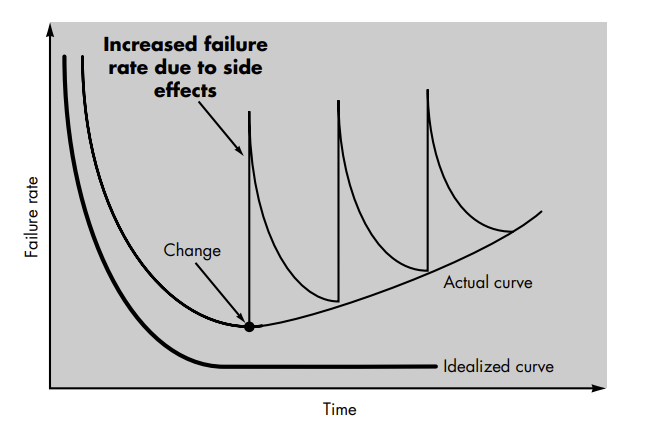 Increased failure
rate due to side
effects
Failure rate
Change
Actual curve
Idealized curve
Time